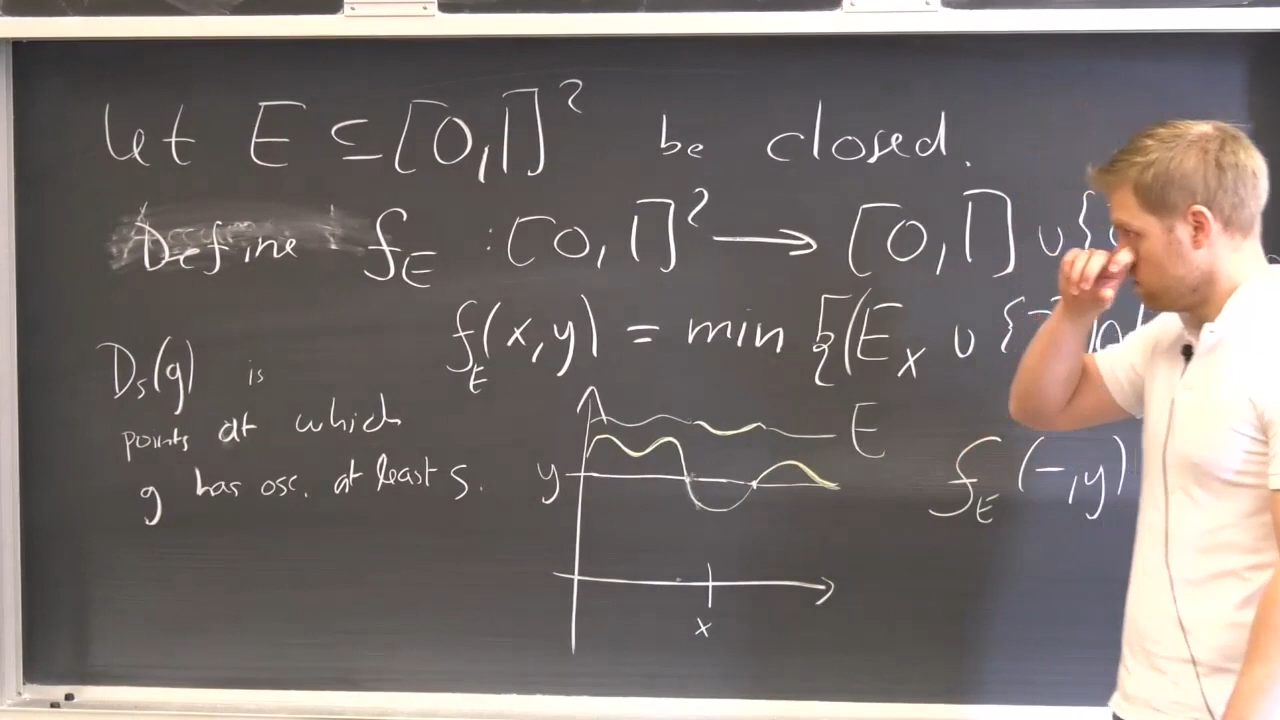 Let E ⊆ [0,1]² be closed.
Define f_E : [0,1]² → [0,1] ∪ {
f_E(x,y) = min {(E_x ∪ {
D_s(g) is
points at which
g has osc. at least s.
E
y
x
f_E(-,y)